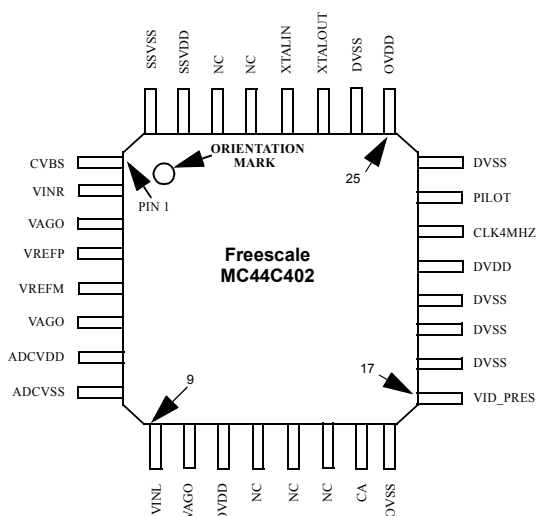 SSVSS
SSVDD
NC
NC
XTALIN
XTALOUT
DVSS
OVDD
ORIENTATION
MARK
25
PIN 1
CVBS
VINR
VAGO
VREFP
VREFM
VAGO
ADCVDD
ADCVSS
Freescale
MC44C402
DVSS
PILOT
CLK4MHZ
DVDD
DVSS
DVSS
DVSS
VID_PRES
9
17
VINL
VAGO
OVDD
NC
NC
NC
CA
OVSS